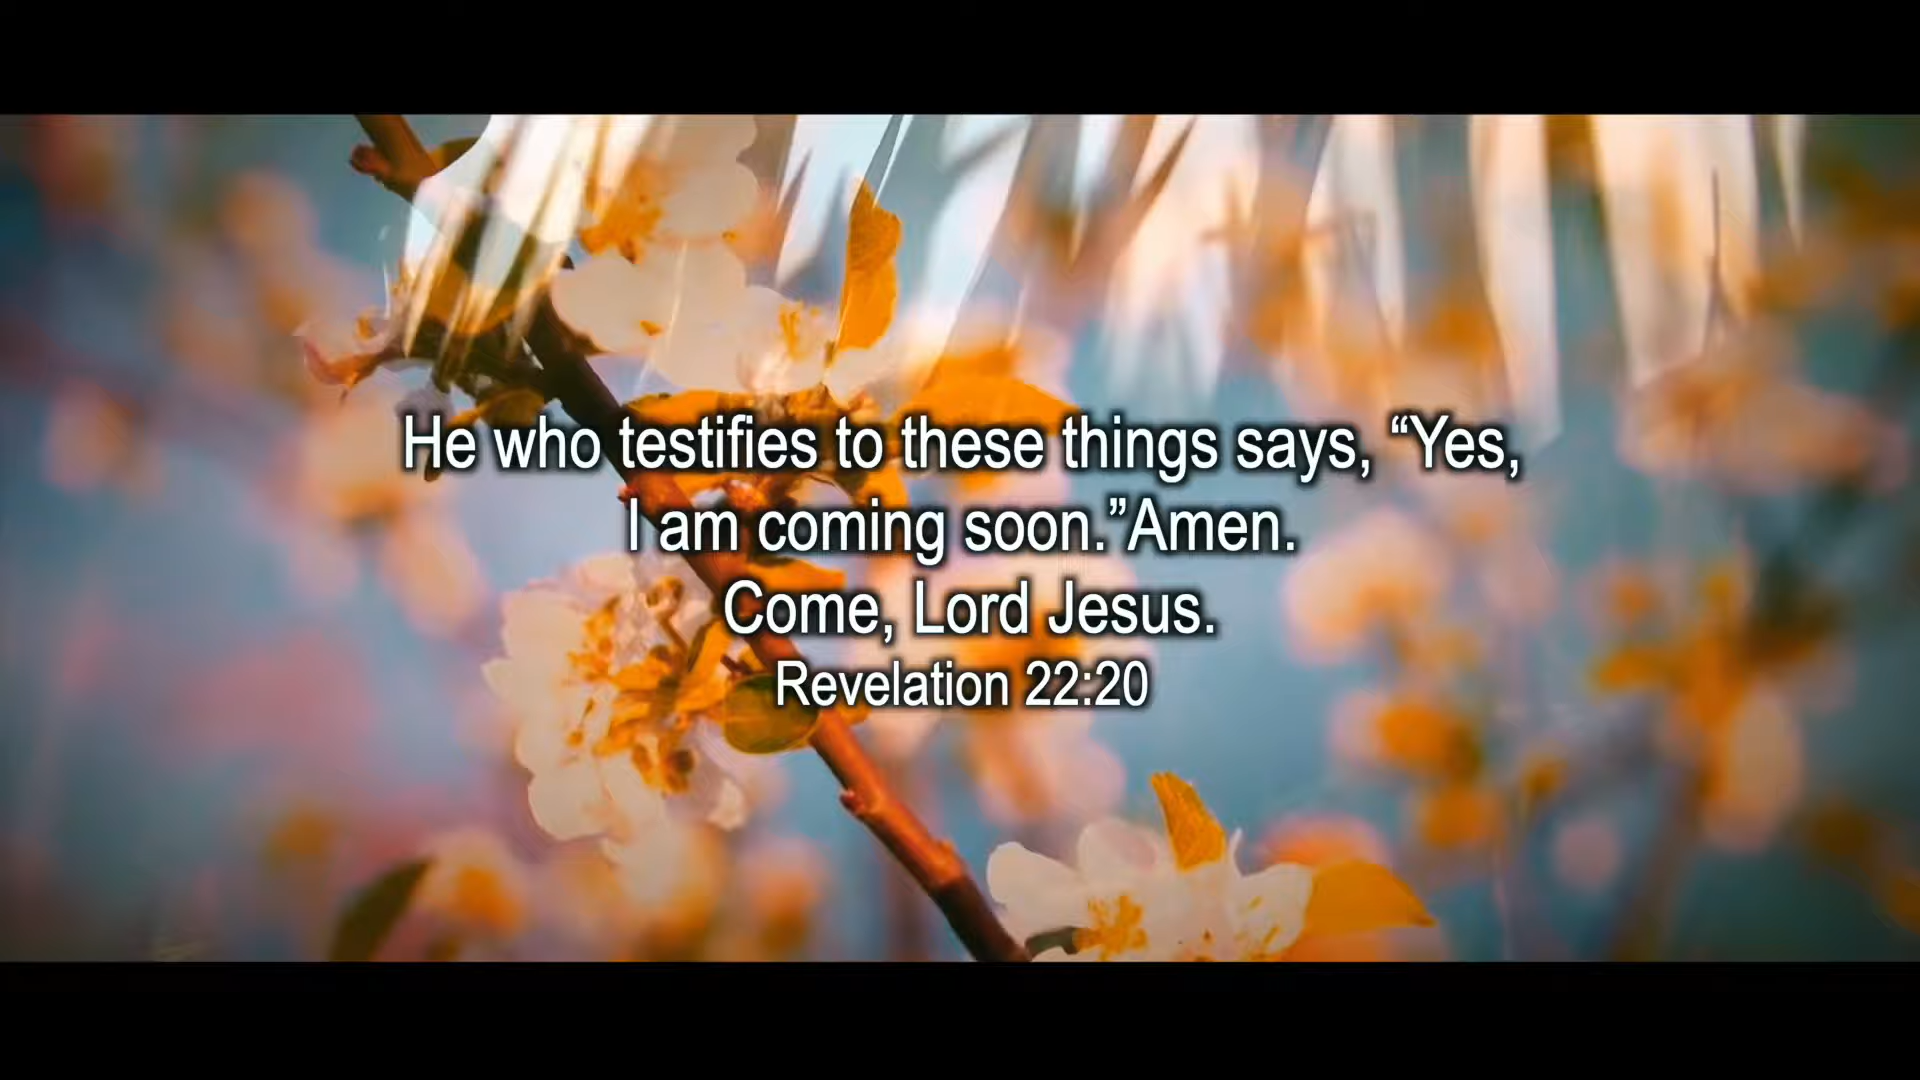 He who testifies to these things says, “Yes,
I am coming soon.”Amen.
Come, Lord Jesus.
Revelation 22:20